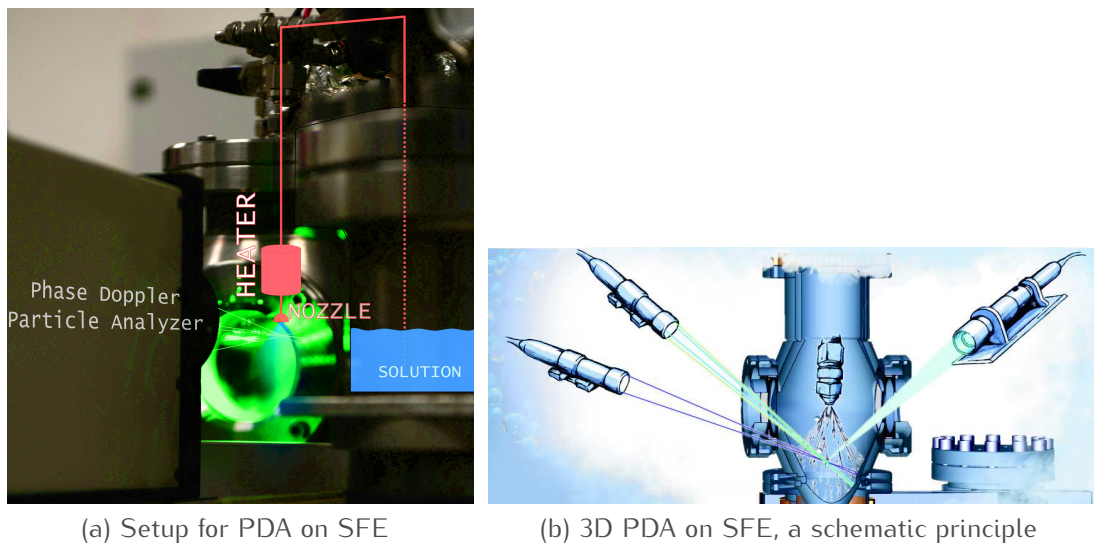 HEATER
NOZZLE
Phase Doppler
Particle Analyzer
SOLUTION
(a) Setup for PDA on SFE
(b) 3D PDA on SFE, a schematic principle